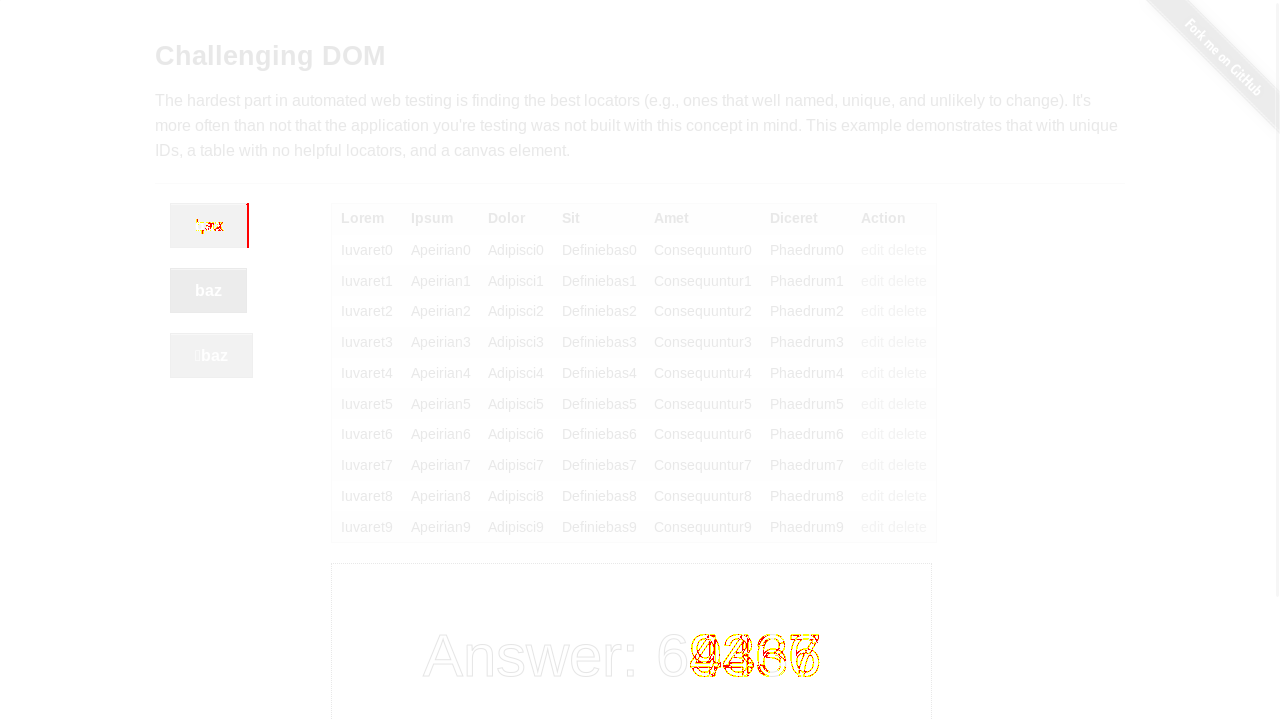 Fork me on GitHub
Challenging DOM
The hardest part in automated web testing is finding the best locators (e.g., ones that well named, unique, and unlikely to change). It's
more often than not that the application you're testing was not built with this concept in mind. This example demonstrates that with unique
IDs, a table with no helpful locators, and a canvas element.
baz
baz
Lorem Ipsum Dolor Sit Amet Diceret Action
Iuvaret0 Apeirian0 Adipisci0 Definiebas0 Consequuntur0 Phaedrum0 edit delete
Iuvaret1 Apeirian1 Adipisci1 Definiebas1 Consequuntur1 Phaedrum1 edit delete
Iuvaret2 Apeirian2 Adipisci2 Definiebas2 Consequuntur2 Phaedrum2 edit delete
Iuvaret3 Apeirian3 Adipisci3 Definiebas3 Consequuntur3 Phaedrum3 edit delete
Iuvaret4 Apeirian4 Adipisci4 Definiebas4 Consequuntur4 Phaedrum4 edit delete
Iuvaret5 Apeirian5 Adipisci5 Definiebas5 Consequuntur5 Phaedrum5 edit delete
Iuvaret6 Apeirian6 Adipisci6 Definiebas6 Consequuntur6 Phaedrum6 edit delete
Iuvaret7 Apeirian7 Adipisci7 Definiebas7 Consequuntur7 Phaedrum7 edit delete
Iuvaret8 Apeirian8 Adipisci8 Definiebas8 Consequuntur8 Phaedrum8 edit delete
Iuvaret9 Apeirian9 Adipisci9 Definiebas9 Consequuntur9 Phaedrum9 edit delete
Answer: